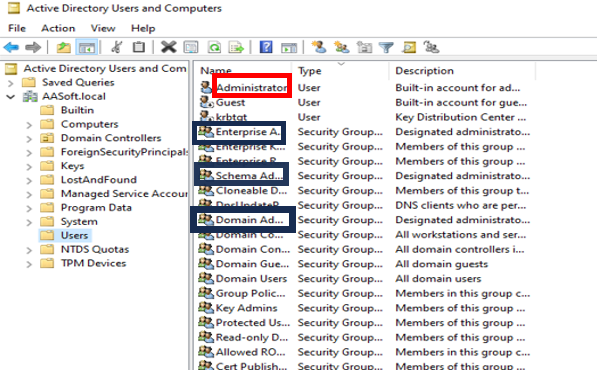 Active Directory Users and Computers
File Action View Help
Active Directory Users and Com
Saved Queries
AASoft.local
Builtin
Computers
Domain Controllers
ForeignSecurityPrincipals
Keys
LostAndFound
Managed Service Accou
Program Data
System
Users
NTDS Quotas
TPM Devices
Name Type Description
Administrator User Built-in account for ad...
Guest User Built-in account for gue...
krbtgt User Key Distribution Center ...
Enterprise A... Security Group... Designated administrato...
Enterprise K... Security Group... Members of this group ...
Enterprise R... Security Group... Members of this group ...
Schema Ad... Security Group... Designated administrato...
Cloneable D... Security Group... Members of this group t...
DnsUpdateP... Security Group... DNS clients who are per...
Domain Ad... Security Group... Designated administrato...
Domain Co... Security Group... All workstations and ser...
Domain Con... Security Group... All domain controllers i...
Domain Gue... Security Group... All domain guests
Domain Users Security Group... All domain users
Group Polic... Security Group... Members in this group c...
Key Admins Security Group... Members of this group ...
Protected Us... Security Group... Members of this group ...
Read-only D... Security Group... Members of this group ...
Allowed RO... Security Group... Members in this group c...
Cert Publish... Security Group... Members of this group ...